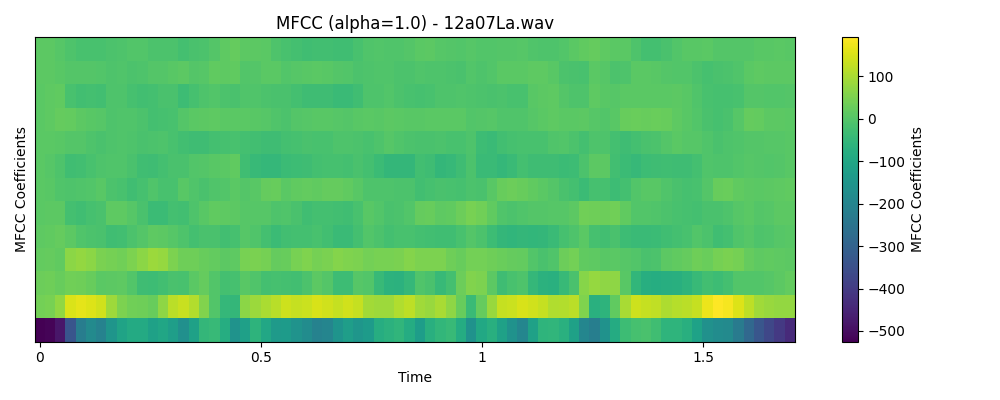 MFCC (alpha=1.0) - 12a07La.wav
MFCC Coefficients
0
0.5
1
1.5
Time
100
0
−100
−200
−300
−400
−500
MFCC Coefficients